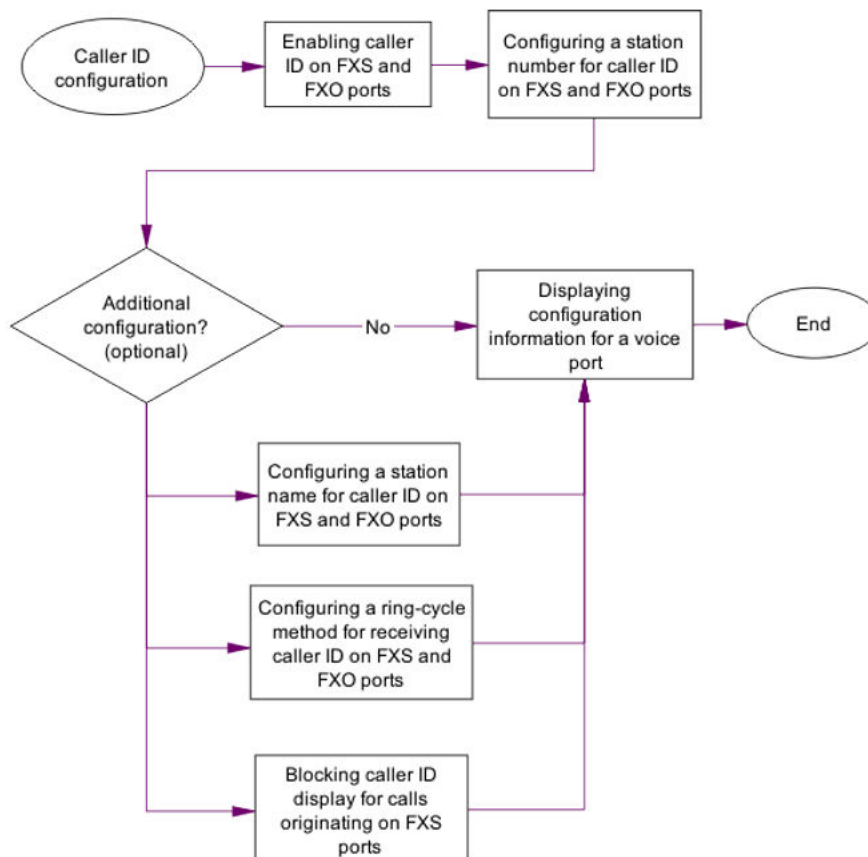 Caller ID
configuration
Enabling caller
ID on FXS and
FXO ports
Configuring a station
number for caller ID
on FXS and FXO ports
Additional
configuration?
(optional)
No
Displaying
configuration
information for a voice
port
End
Configuring a station
name for caller ID on
FXS and FXO ports
Configuring a ring-cycle
method for receiving
caller ID on FXS and
FXO ports
Blocking caller ID
display for calls
originating on FXS
ports